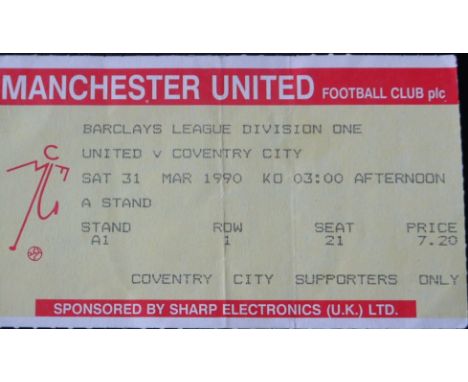 MANCHESTER UNITED FOOTBALL CLUB plc
BARCLAYS LEAGUE DIVISION ONE
UNITED v COVENTRY CITY
SAT 31 MAR 1990 KO 03:00 AFTERNOON
A STAND
STAND ROW SEAT PRICE
A1 1 21 7.20
COVENTRY CITY SUPPORTERS ONLY
SPONSORED BY SHARP ELECTRONICS (U.K.) LTD.